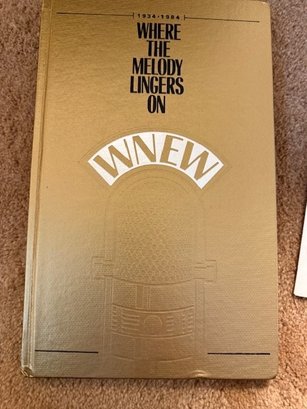 1934·1984
WHERE
THE
MELODY
LINGERS
ON
WNEW